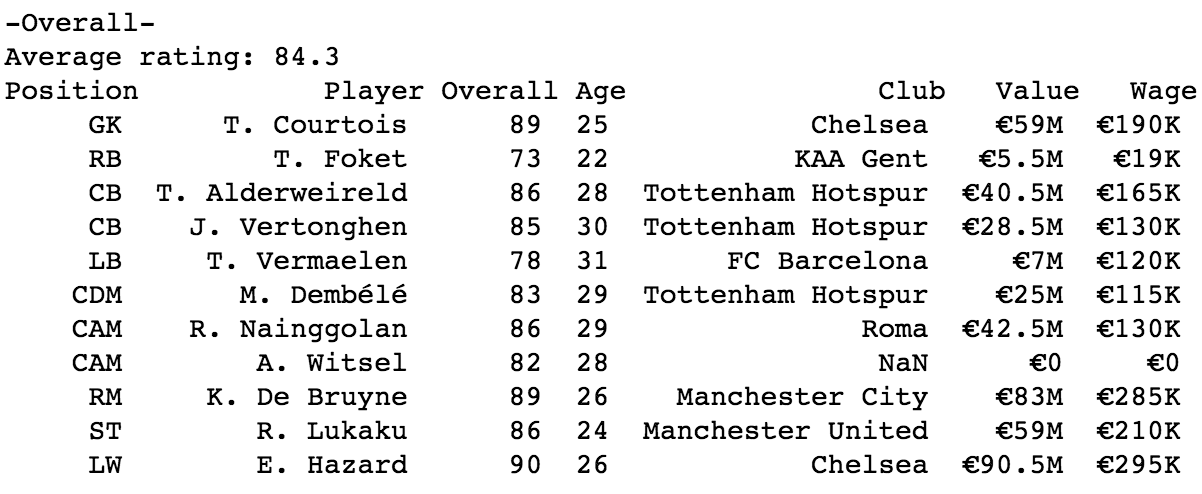 -Overall-
Average rating: 84.3
Position Player Overall Age Club Value Wage
GK T. Courtois 89 25 Chelsea €59M €190K
RB T. Foket 73 22 KAA Gent €5.5M €19K
CB T. Alderweireld 86 28 Tottenham Hotspur €40.5M €165K
CB J. Vertonghen 85 30 Tottenham Hotspur €28.5M €130K
LB T. Vermaelen 78 31 FC Barcelona €7M €120K
CDM M. Dembélé 83 29 Tottenham Hotspur €25M €115K
CAM R. Nainggolan 86 29 Roma €42.5M €130K
CAM A. Witsel 82 28 NaN €0 €0
RM K. De Bruyne 89 26 Manchester City €83M €285K
ST R. Lukaku 86 24 Manchester United €59M €210K
LW E. Hazard 90 26 Chelsea €90.5M €295K